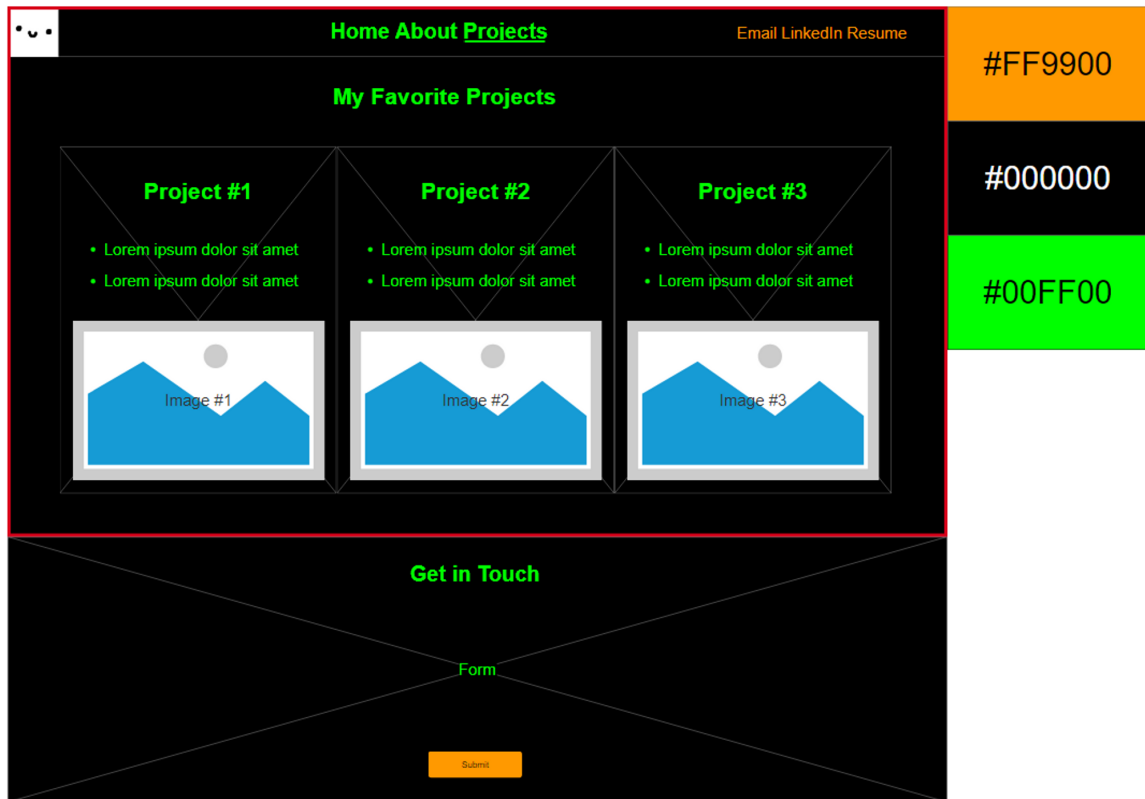 Home About Projects
Email LinkedIn Resume
#FF9900
#000000
#00FF00
My Favorite Projects
Project #1
• Lorem ipsum dolor sit amet
• Lorem ipsum dolor sit amet
Image #1
Project #2
• Lorem ipsum dolor sit amet
• Lorem ipsum dolor sit amet
Image #2
Project #3
• Lorem ipsum dolor sit amet
• Lorem ipsum dolor sit amet
Image #3
Get in Touch
Form
Submit